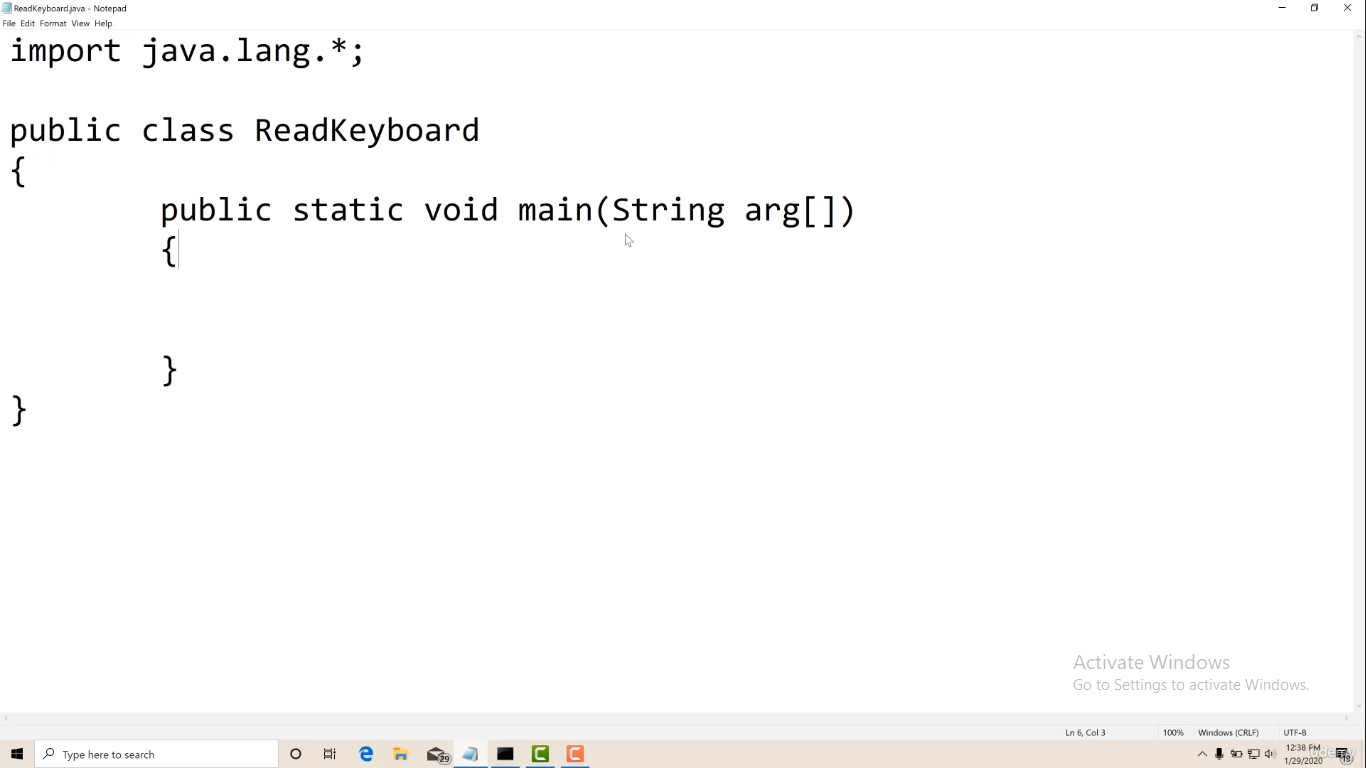 ReadKeyboard.java - Notepad
File Edit Format View Help
import java.lang.*;
public class ReadKeyboard
{
public static void main(String arg[])
{
}
}
Activate Windows
Go to Settings to activate Windows.
Ln 6, Col 3 100% Windows (CRLF) UTF-8
Type here to search
29
12:38 PM
1/29/2020
19